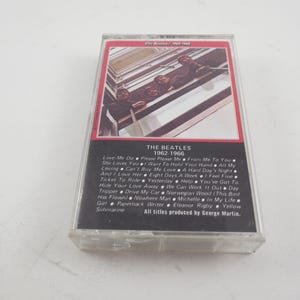 The Beatles / 1962-1966
THE BEATLES
1962 1966
Love Me Do • Please Please Me • From Me To You
She Loves You • I Want To Hold Your Hand • All My
Loving • Can't Buy Me Love • A Hard Day's Night
And I Love Her • Eight Days A Week • I Feel Fine
Ticket To Ride • Yesterday • Help • You've Got To
Hide Your Love Away • We Can Work It Out • Day
Tripper • Drive My Car • Norwegian Wood (This Bird
Has Flown) • Nowhere Man • Michelle • In My Life
Girl • Paperback Writer • Eleanor Rigby • Yellow
Submarine
All titles produced by George Martin.